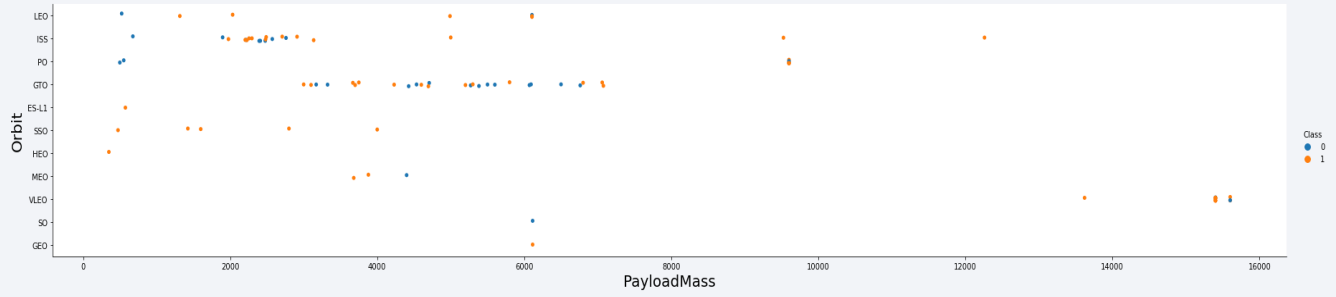 LEO
ISS
PO
GTO
ES-L1
SSO
HEO
MEO
VLEO
SO
GEO
Orbit
0 2000 4000 6000 8000 10000 12000 14000 16000
PayloadMass
Class
0
1